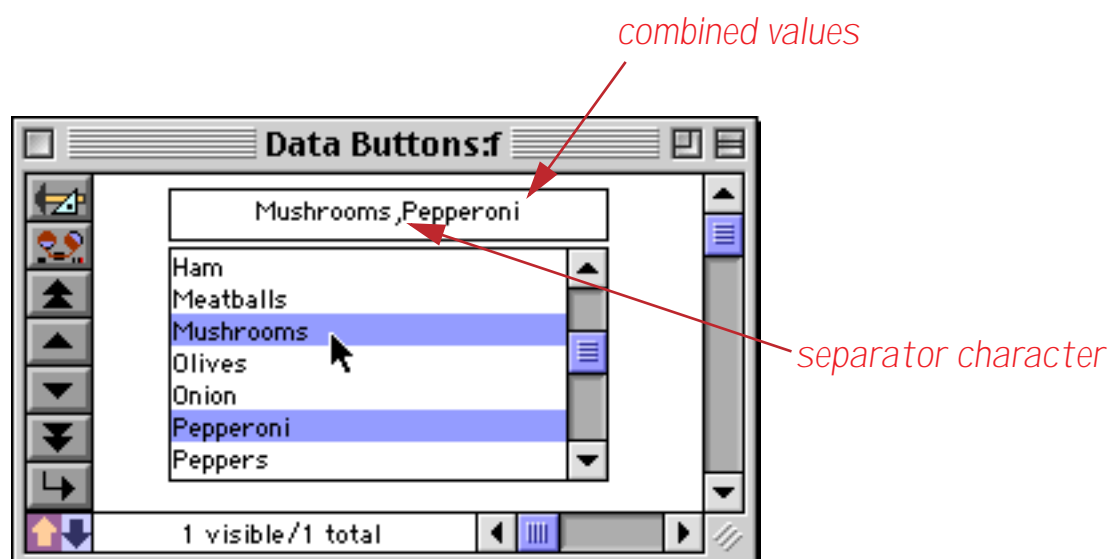 combined values
Data Buttons:f
Mushrooms,Pepperoni
Ham
Meatballs
Mushrooms
Olives
separator character
Onion
Pepperoni
Peppers
1 visible/1 total